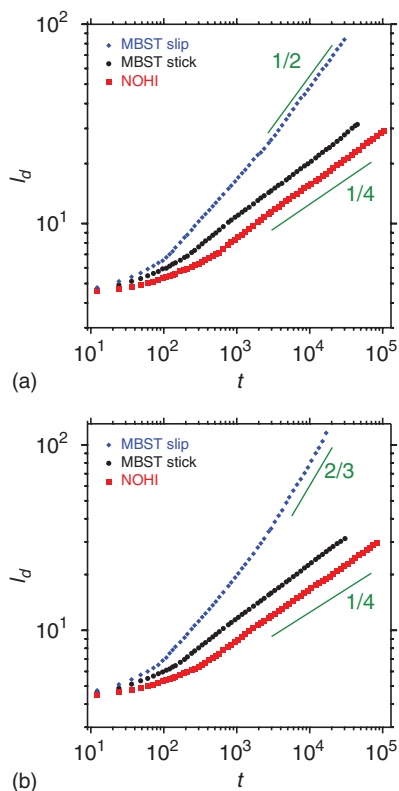 10²
MBST slip
MBST stick
NOHI
1/2
l_d
10¹
1/4
10¹ 10² 10³ 10⁴ 10⁵
(a)
t
10²
MBST slip
MBST stick
NOHI
2/3
l_d
10¹
1/4
10¹ 10² 10³ 10⁴ 10⁵
(b)
t